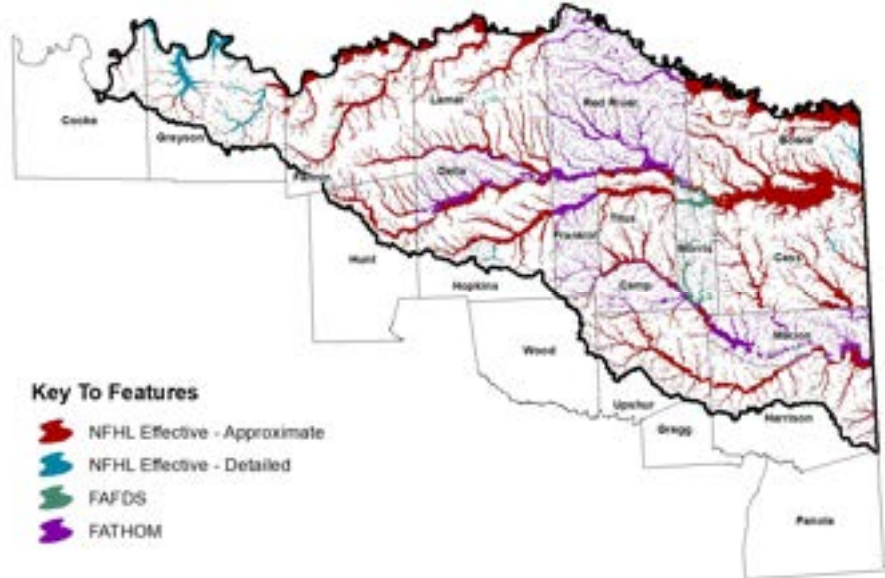 Cooke
Grayson
Fannin
Lamar
Red River
Bowie
Delta
Hunt
Hopkins
Franklin
Titus
Morris
Cass
Camp
Marion
Wood
Upshur
Gregg
Harrison
Panola
Key To Features
NFHL Effective - Approximate
NFHL Effective - Detailed
FAFDS
FATHOM